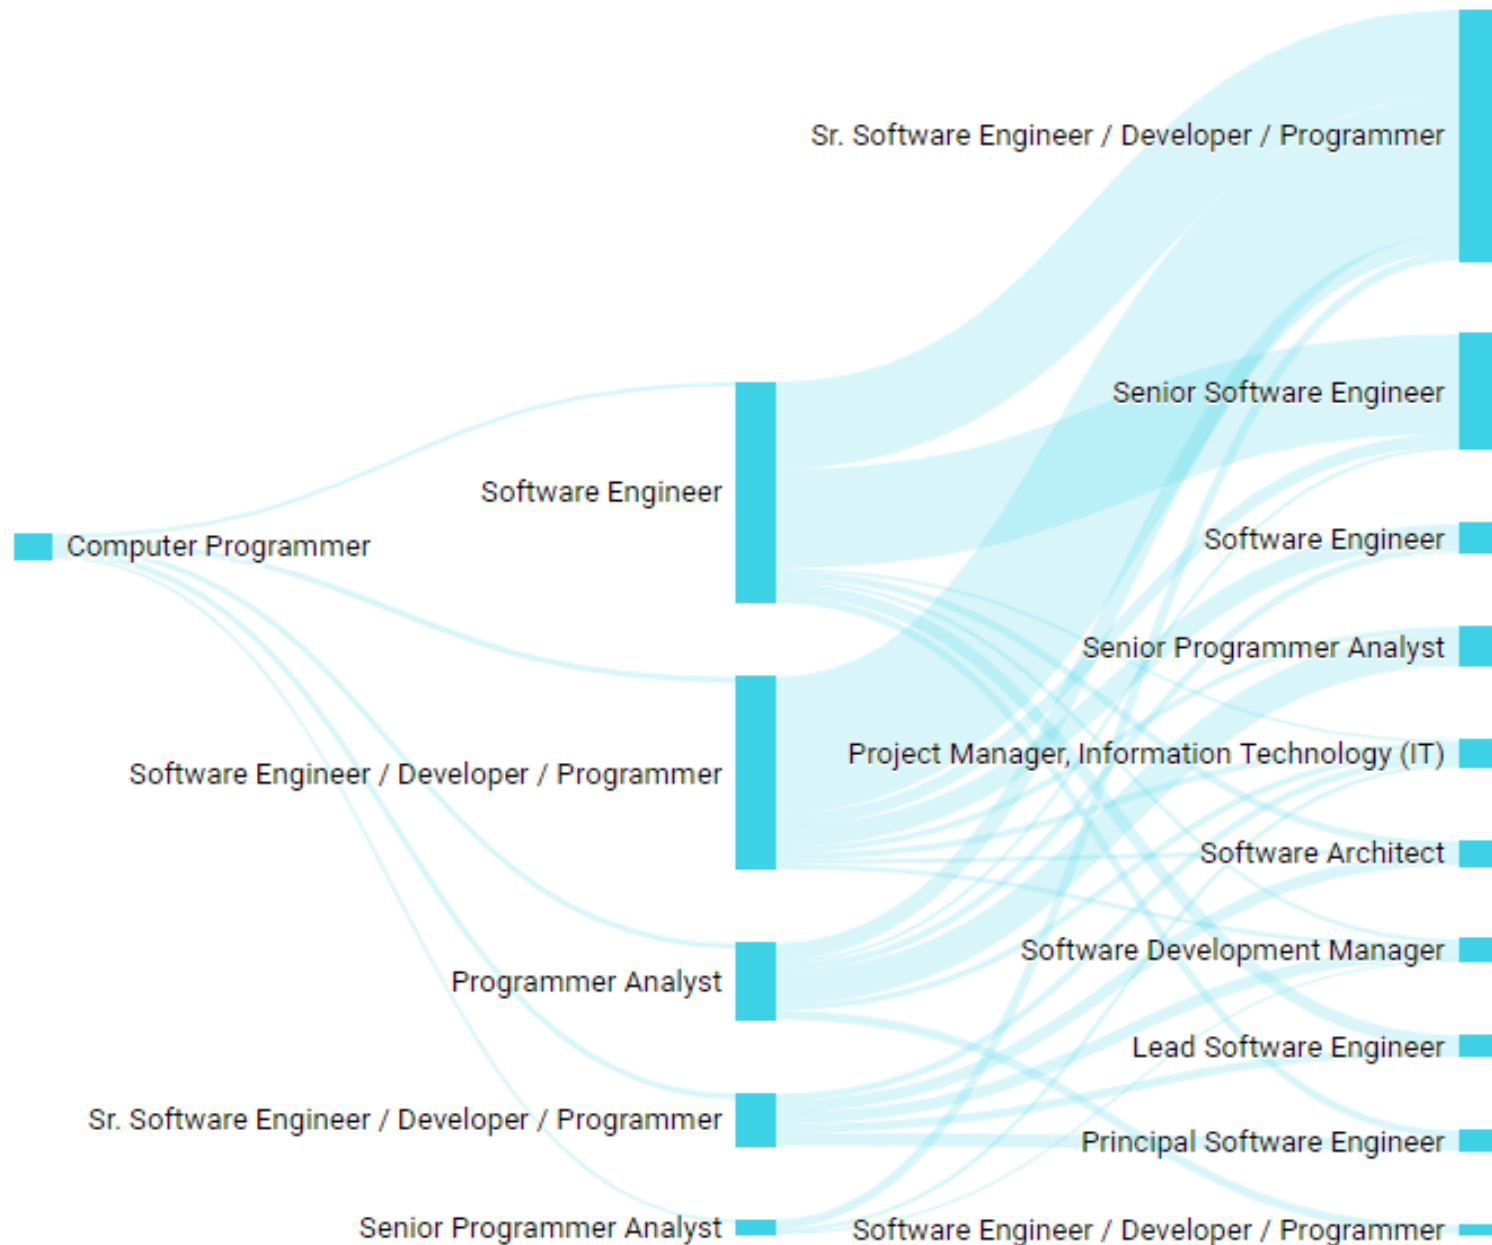 Computer Programmer
Software Engineer
Software Engineer / Developer / Programmer
Programmer Analyst
Sr. Software Engineer / Developer / Programmer
Senior Programmer Analyst
Sr. Software Engineer / Developer / Programmer
Senior Software Engineer
Software Engineer
Senior Programmer Analyst
Project Manager, Information Technology (IT)
Software Architect
Software Development Manager
Lead Software Engineer
Principal Software Engineer
Software Engineer / Developer / Programmer